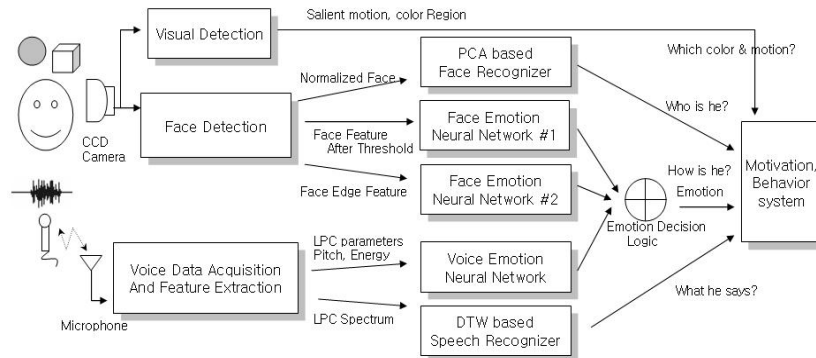 Salient motion, color Region
Visual Detection
Which color & motion?
PCA based
Face Recognizer
Normalized Face
Who is he?
CCD
Camera
Face Detection
Face Feature
After Threshold
Face Emotion
Neural Network #1
How is he?
Emotion
Motivation,
Behavior
system
Face Edge Feature
Face Emotion
Neural Network #2
Emotion Decision
Logic
LPC parameters
Pitch, Energy
Voice Data Acquisition
And Feature Extraction
Voice Emotion
Neural Network
What he says?
Microphone
LPC Spectrum
DTW based
Speech Recognizer